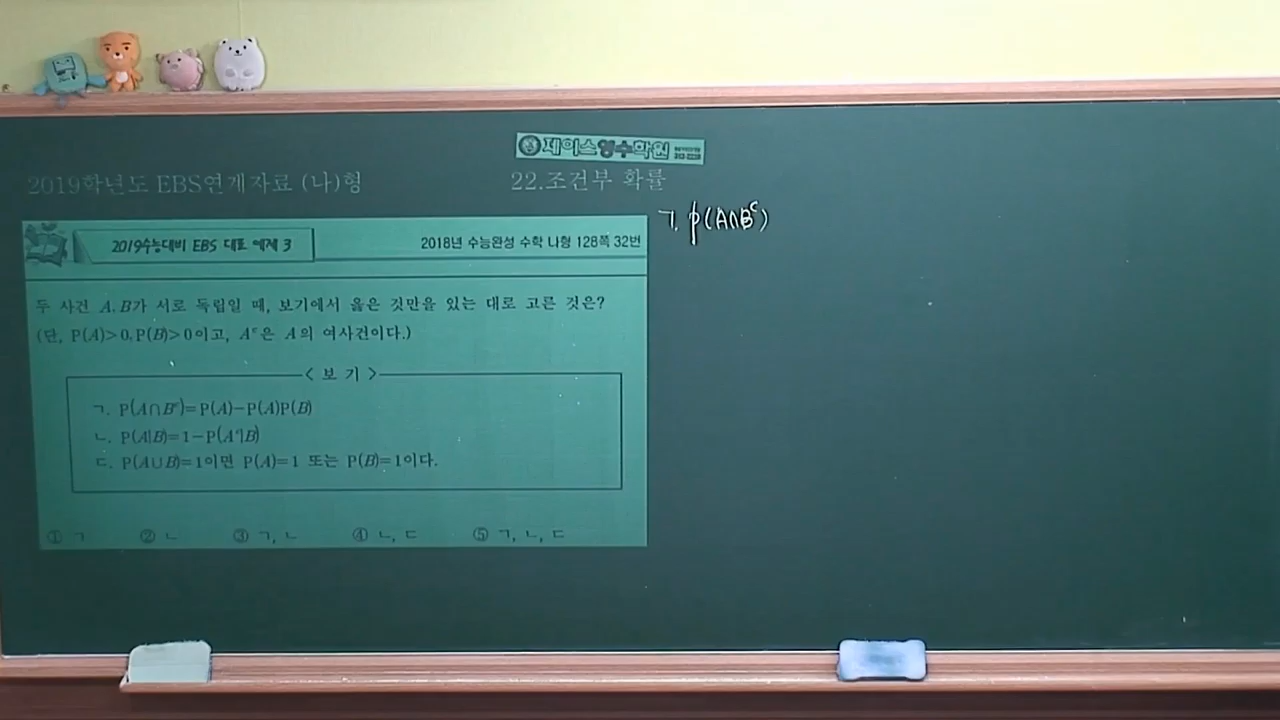 제이스영수학원
2019학년도 EBS연계자료 (나)형
22.조건부 확률
2019수능대비 EBS 대표 예제 3
2018년 수능완성 수학 나형 128쪽 32번
ㄱ. p(A∩Bᶜ)
두 사건 A, B가 서로 독립일 때, 보기에서 옳은 것만을 있는 대로 고른 것은?
(단, P(A)>0, P(B)>0이고, Aᶜ은 A의 여사건이다.)
< 보 기 >
ㄱ. P(A∩Bᶜ)=P(A)−P(A)P(B)
ㄴ. P(A|B)=1−P(Aᶜ|B)
ㄷ. P(A∪B)=1이면 P(A)=1 또는 P(B)=1이다.
① ㄱ ② ㄴ ③ ㄱ, ㄴ ④ ㄴ, ㄷ ⑤ ㄱ, ㄴ, ㄷ